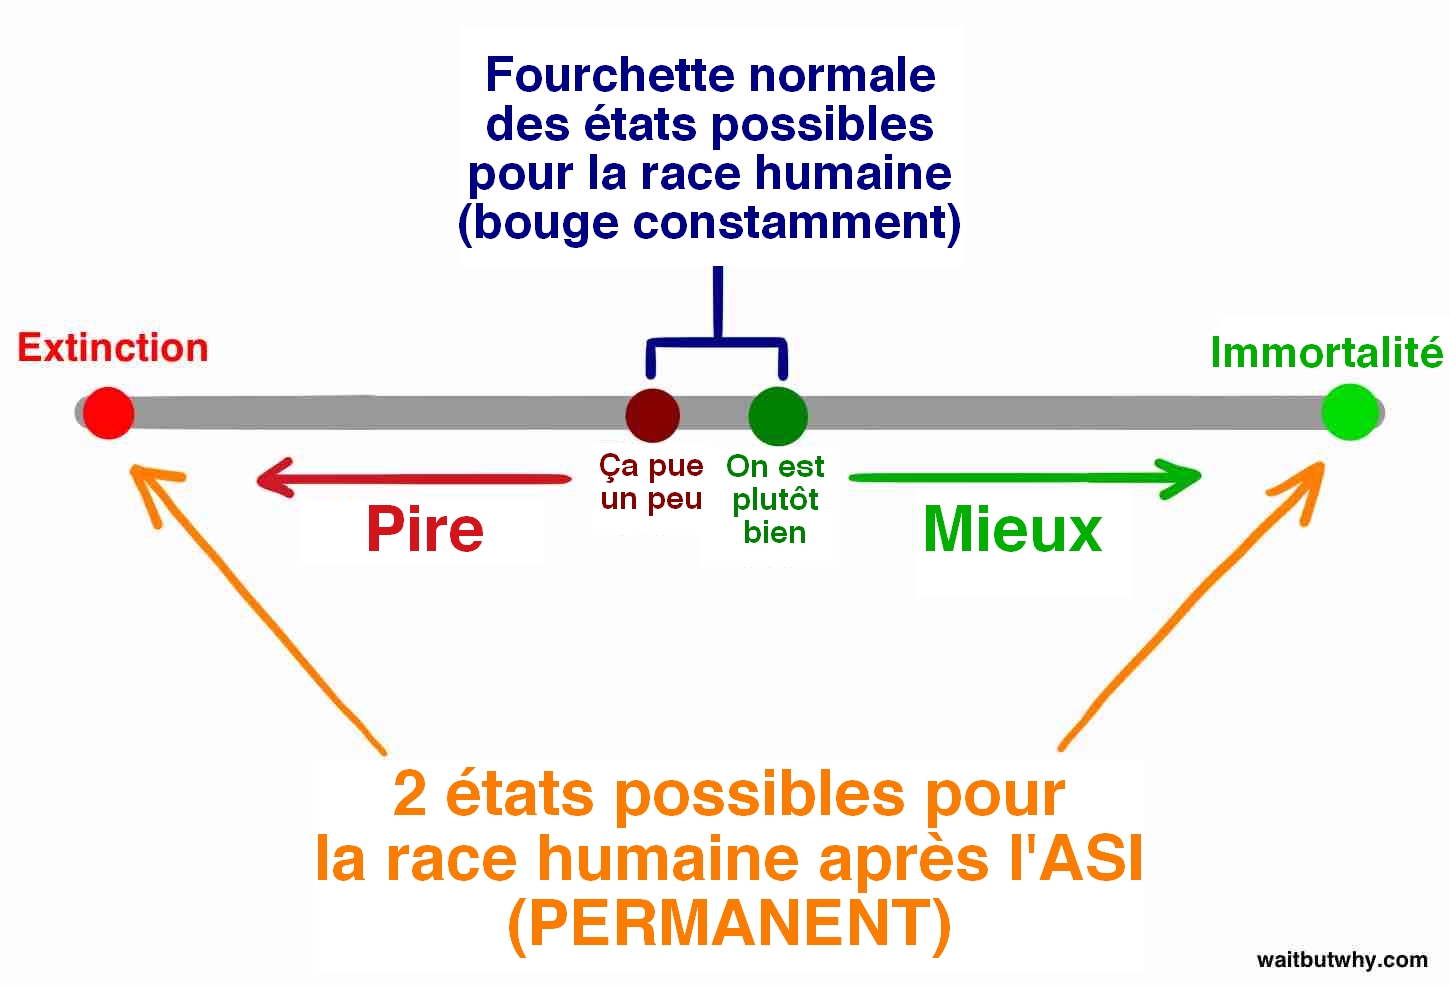 Fourchette normale
des états possibles
pour la race humaine
(bouge constamment)
Extinction
Immortalité
Ça pue
un peu
On est
plutôt
bien
Pire
Mieux
2 états possibles pour
la race humaine après l'ASI
(PERMANENT)
waitbutwhy.com